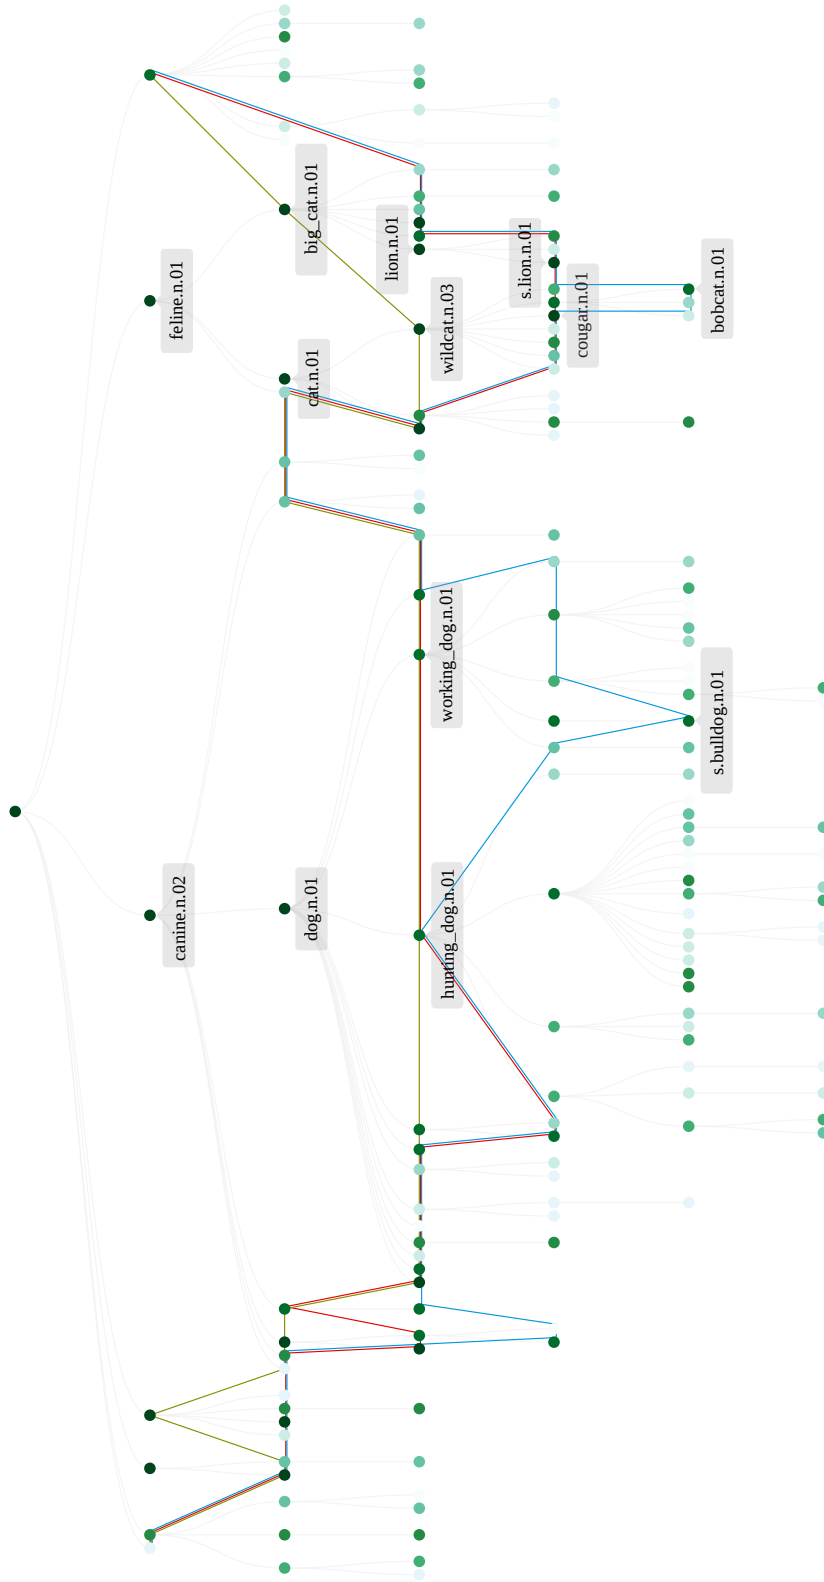 big_cat.n.01
lion.n.01
s.lion.n.01
bobcat.n.01
feline.n.01
cougar.n.01
wildcat.n.03
cat.n.01
working_dog.n.01
s.bulldog.n.01
canine.n.02
dog.n.01
hunting_dog.n.01